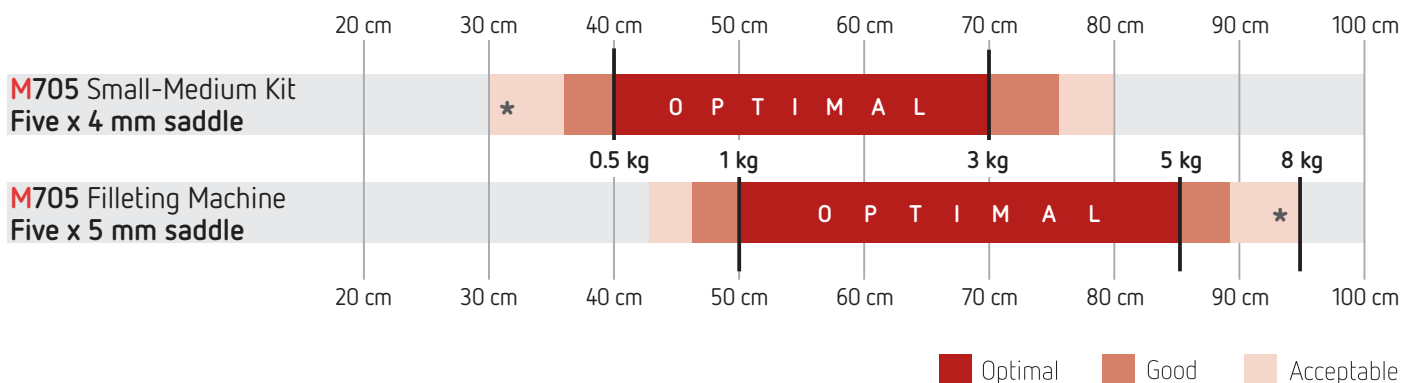 20 cm 30 cm 40 cm 50 cm 60 cm 70 cm 80 cm 90 cm 100 cm
M705 Small-Medium Kit
Five x 4 mm saddle
* OPTIMAL
0.5 kg 1 kg 3 kg 5 kg 8 kg
M705 Filleting Machine
Five x 5 mm saddle
OPTIMAL *
20 cm 30 cm 40 cm 50 cm 60 cm 70 cm 80 cm 90 cm 100 cm
Optimal Good Acceptable